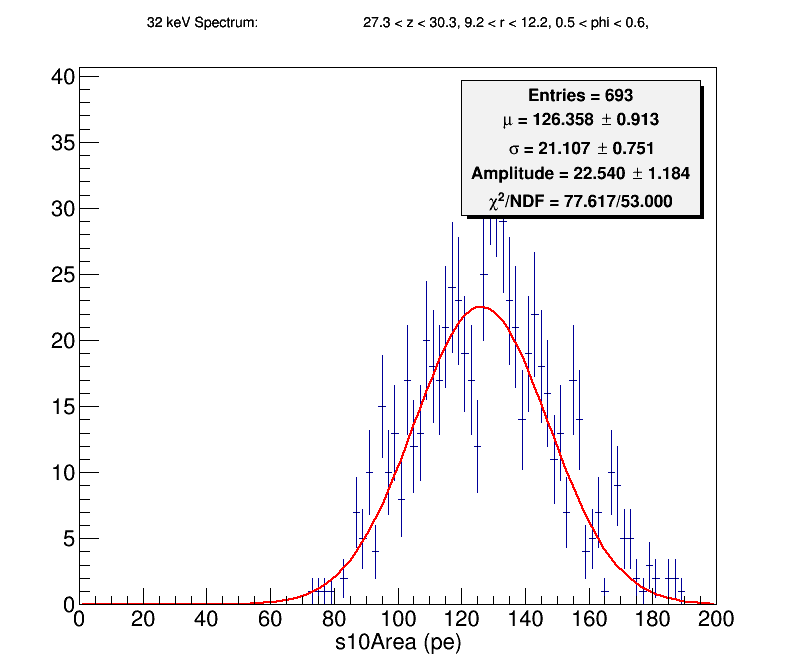 32 keV Spectrum: 27.3 < z < 30.3, 9.2 < r < 12.2, 0.5 < phi < 0.6,
Entries = 693
μ = 126.358 ± 0.913
σ = 21.107 ± 0.751
Amplitude = 22.540 ± 1.184
χ²/NDF = 77.617/53.000
40
35
30
25
20
15
10
5
0
0 20 40 60 80 100 120 140 160 180 200
s10Area (pe)